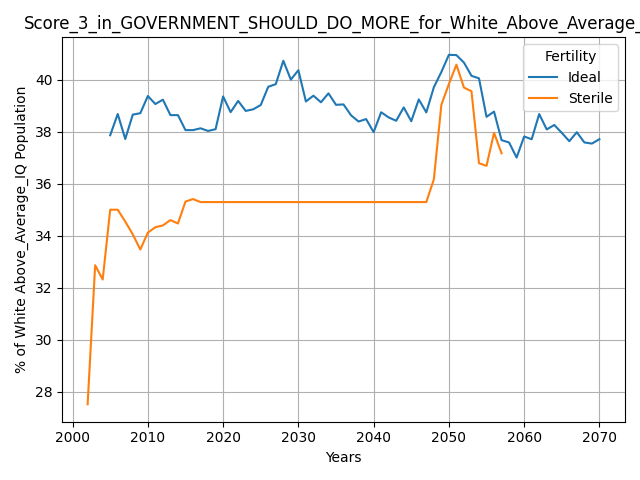 Score_3_in_GOVERNMENT_SHOULD_DO_MORE_for_White_Above_Average_
Fertility
Ideal
Sterile
% of White Above_Average_IQ Population
40
38
36
34
32
30
28
2000 2010 2020 2030 2040 2050 2060 2070
Years